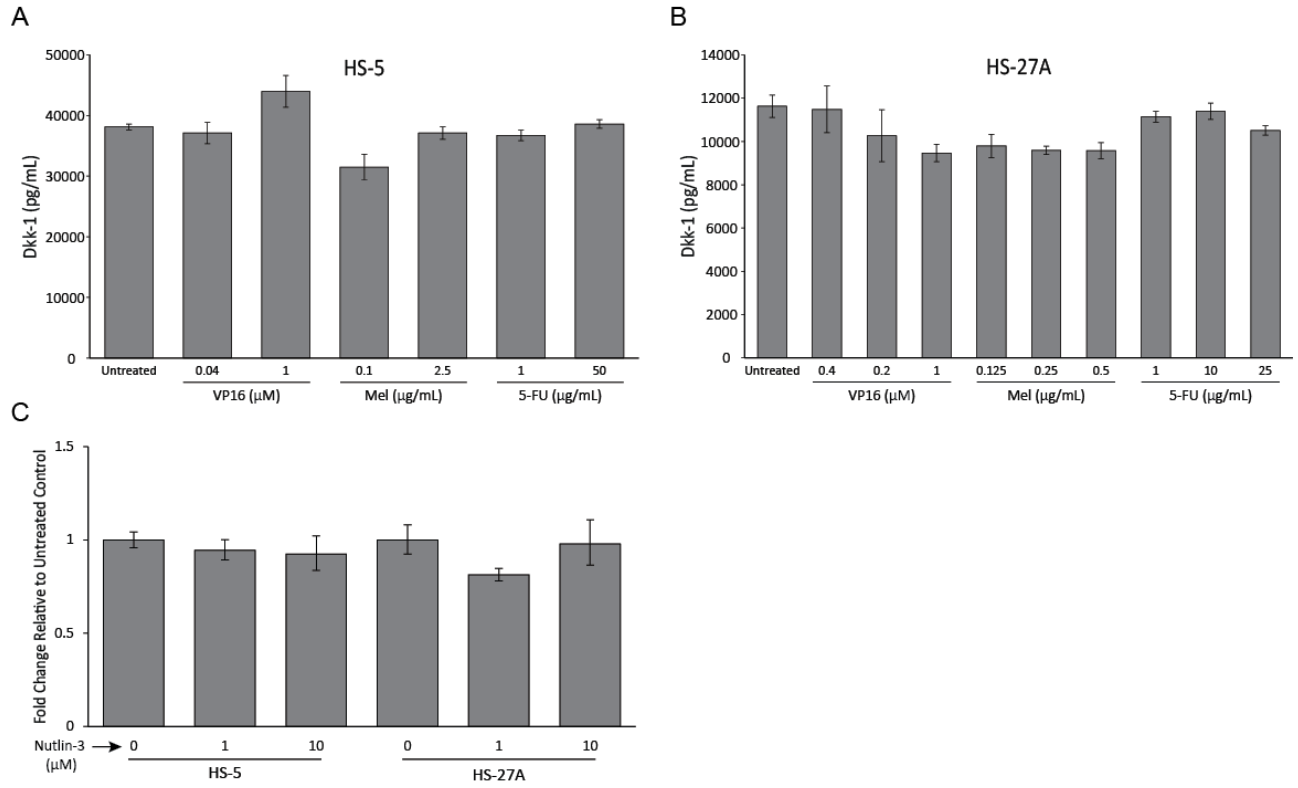 A
HS-5
Dkk-1 (pg/mL)
50000
40000
30000
20000
10000
0
Untreated 0.04 1 0.1 2.5 1 50
VP16 (µM) Mel (µg/mL) 5-FU (µg/mL)
B
HS-27A
Dkk-1 (pg/mL)
14000
12000
10000
8000
6000
4000
2000
0
Untreated 0.4 0.2 1 0.125 0.25 0.5 1 10 25
VP16 (µM) Mel (µg/mL) 5-FU (µg/mL)
C
Fold Change Relative to Untreated Control
1.5
1
0.5
0
Nutlin-3 0 1 10 0 1 10
(µM)
HS-5 HS-27A